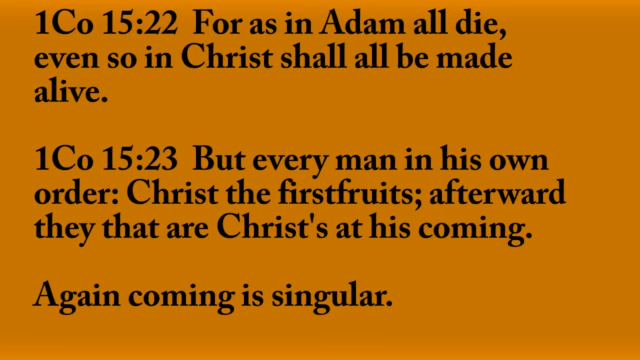 1Co 15:22  For as in Adam all die,
even so in Christ shall all be made
alive.
1Co 15:23  But every man in his own
order: Christ the firstfruits; afterward
they that are Christ's at his coming.
Again coming is singular.